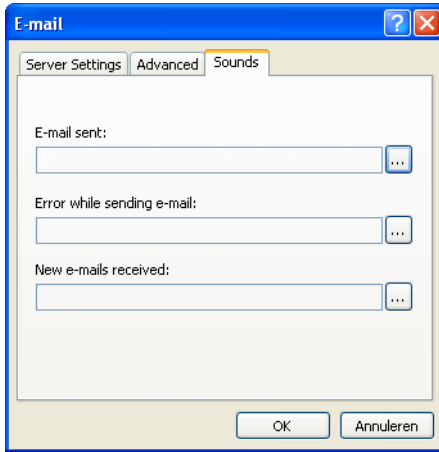 E-mail
Server Settings Advanced Sounds
E-mail sent:
...
Error while sending e-mail:
...
New e-mails received:
...
OK Annuleren